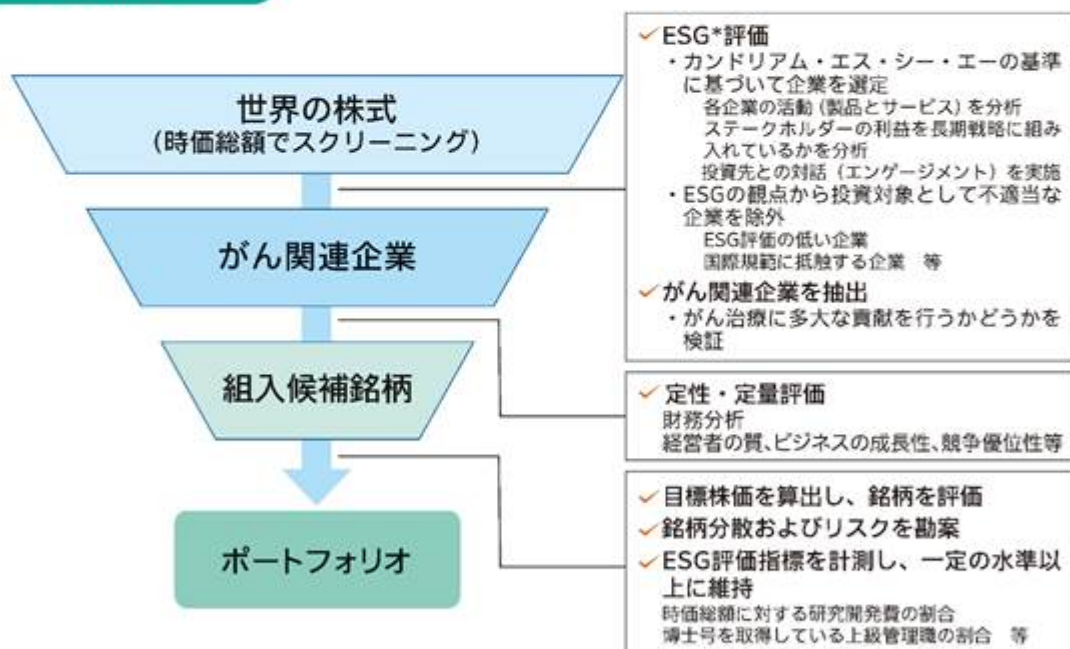 世界の株式
(時価総額でスクリーニング)
がん関連企業
組入候補銘柄
ポートフォリオ
✓ESG*評価
・カンドリアム・エス・シー・エーの基準
に基づいて企業を選定
各企業の活動(製品とサービス)を分析
ステークホルダーの利益を長期戦略に組み
入れているかを分析
投資先との対話(エンゲージメント)を実施
・ESGの観点から投資対象として不適当な
企業を除外
ESG評価の低い企業
国際規範に抵触する企業 等
✓がん関連企業を抽出
・がん治療に多大な貢献を行うかどうかを
検証
✓定性・定量評価
財務分析
経営者の質、ビジネスの成長性、競争優位性等
✓目標株価を算出し、銘柄を評価
✓銘柄分散およびリスクを勘案
✓ESG評価指標を計測し、一定の水準以
上に維持
時価総額に対する研究開発費の割合
博士号を取得している上級管理職の割合 等